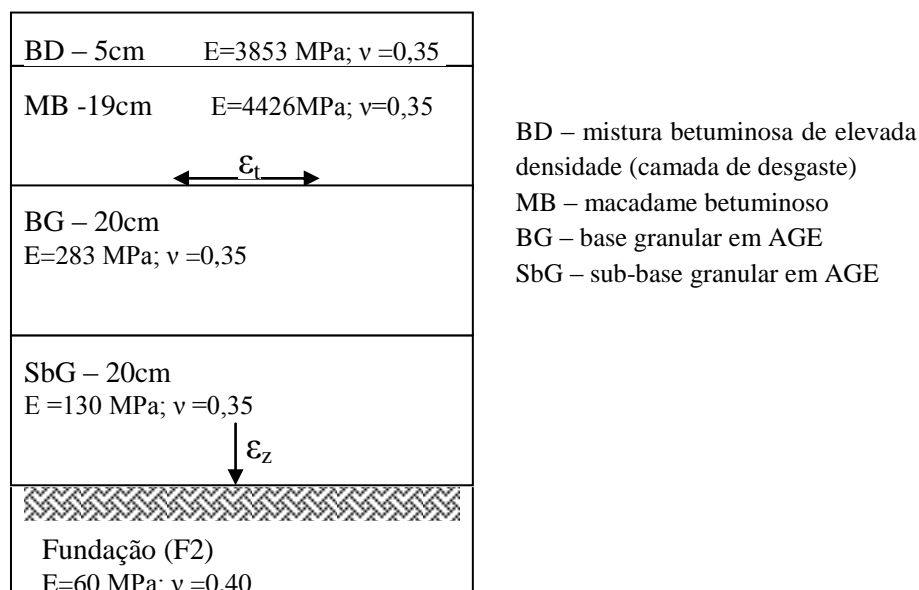 BD – 5cm E=3853 MPa; ν =0,35
MB -19cm E=4426MPa; ν=0,35
εt
BG – 20cm
E=283 MPa; ν =0,35
SbG – 20cm
E =130 MPa; ν =0,35
εz
Fundação (F2)
E=60 MPa; ν =0,40
BD – mistura betuminosa de elevada
densidade (camada de desgaste)
MB – macadame betuminoso
BG – base granular em AGE
SbG – sub-base granular em AGE